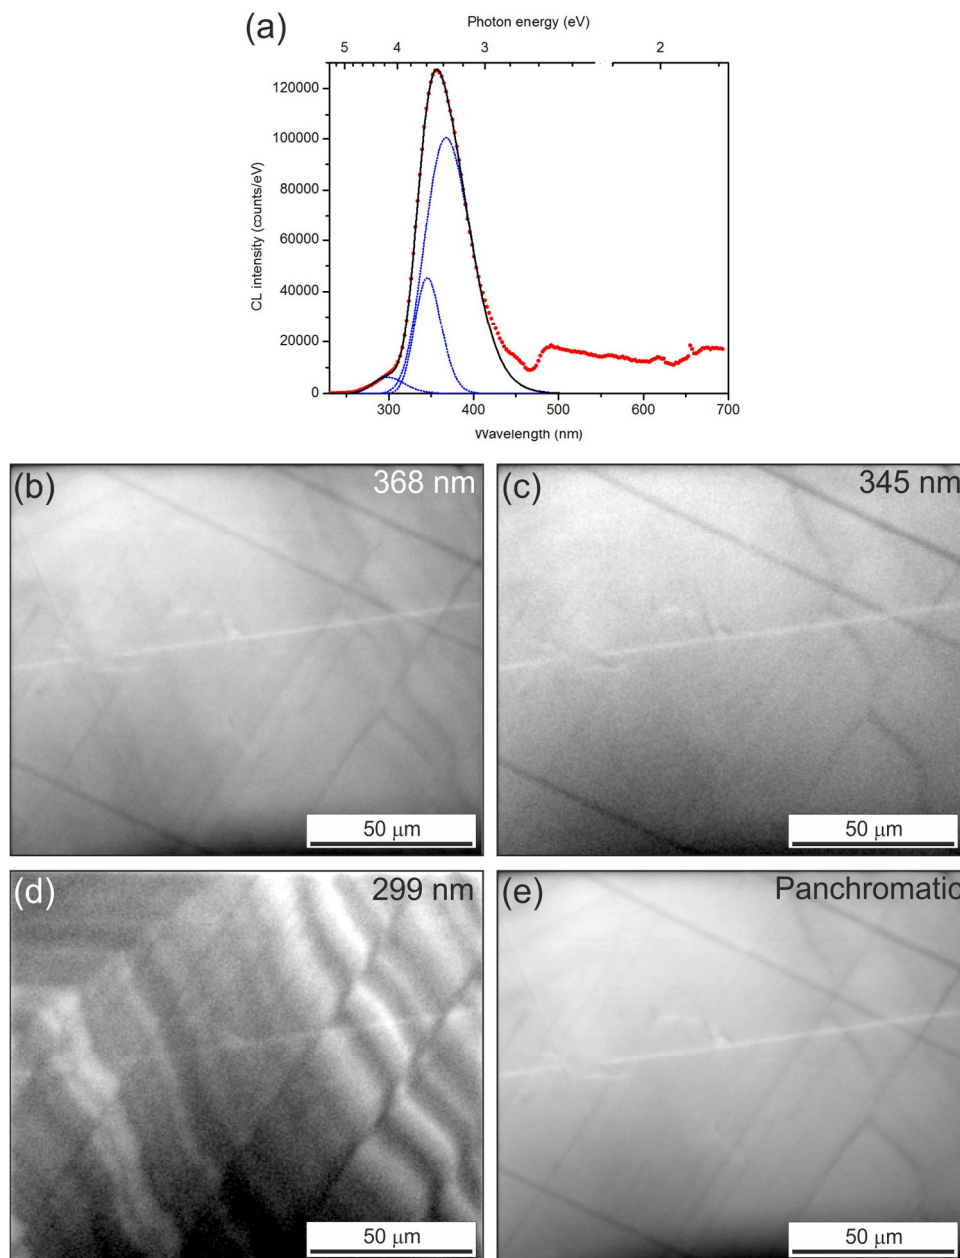 (a)
Photon energy (eV)
5 4 3 2
CL intensity (counts/eV)
120000
100000
80000
60000
40000
20000
0
300 400 500 600 700
Wavelength (nm)
(b) 368 nm
50 μm
(c) 345 nm
50 μm
(d) 299 nm
50 μm
(e) Panchromatic
50 μm